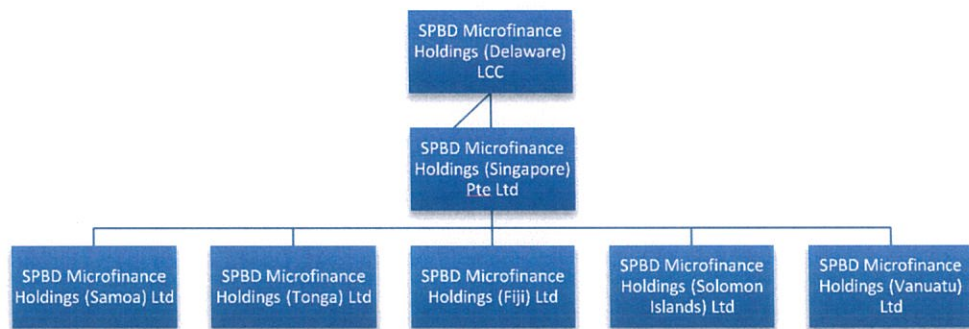 SPBD Microfinance
Holdings (Delaware)
LCC
SPBD Microfinance
Holdings (Singapore)
Pte Ltd
SPBD Microfinance
Holdings (Samoa) Ltd
SPBD Microfinance
Holdings (Tonga) Ltd
SPBD Microfinance
Holdings (Fiji) Ltd
SPBD Microfinance
Holdings (Solomon
Islands) Ltd
SPBD Microfinance
Holdings (Vanuatu)
Ltd